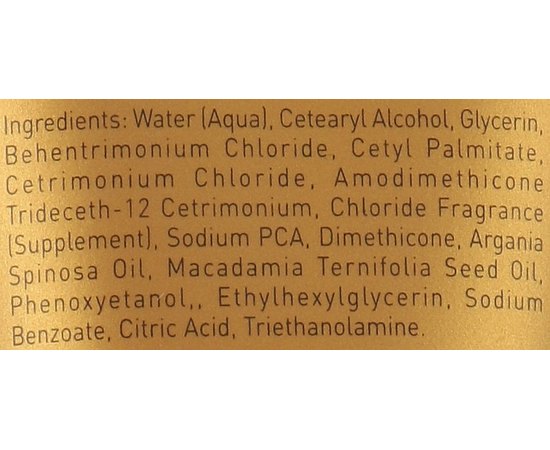 Ingredients: Water (Aqua), Cetearyl Alcohol, Glycerin,
Behentrimonium Chloride, Cetyl Palmitate,
Cetrimonium Chloride, Amodimethicone
Trideceth-12 Cetrimonium, Chloride Fragrance
(Supplement), Sodium PCA, Dimethicone, Argania
Spinosa Oil, Macadamia Ternifolia Seed Oil,
Phenoxyetanol,, Ethylhexylglycerin, Sodium
Benzoate, Citric Acid, Triethanolamine.